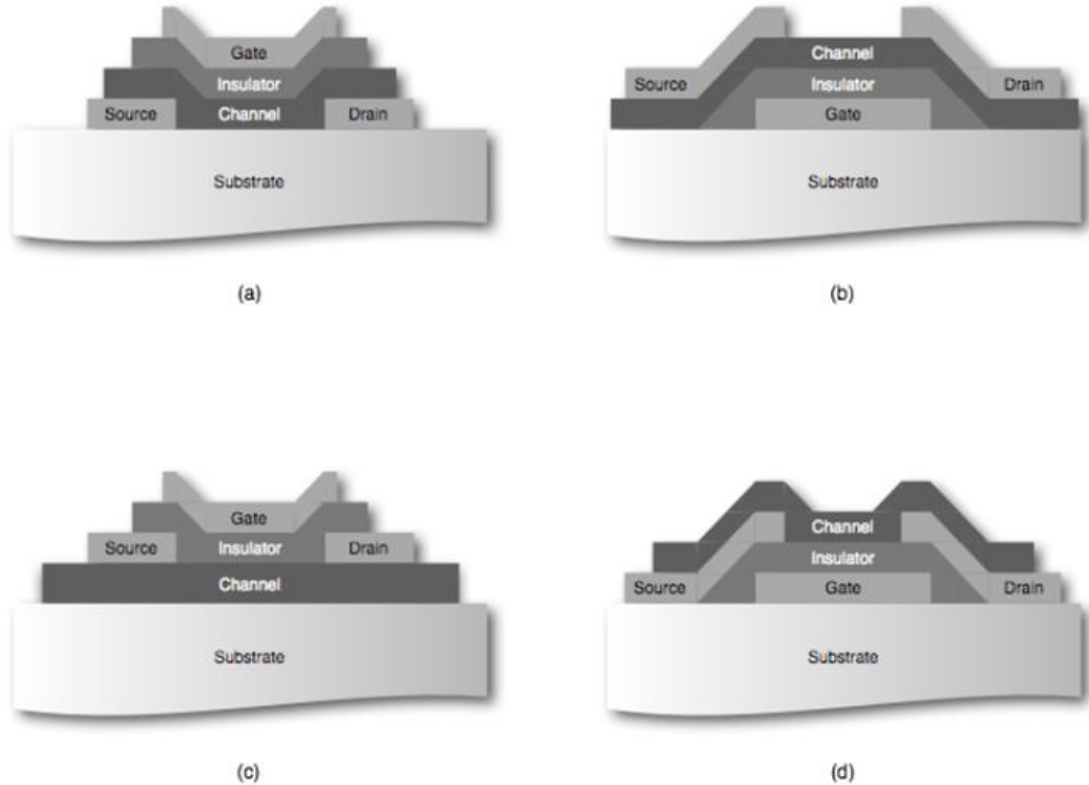 Gate
Insulator
Source Channel Drain
Substrate
(a)
Channel
Source Insulator Drain
Gate
Substrate
(b)
Gate
Source Insulator Drain
Channel
Substrate
(c)
Channel
Insulator
Source Gate Drain
Substrate
(d)